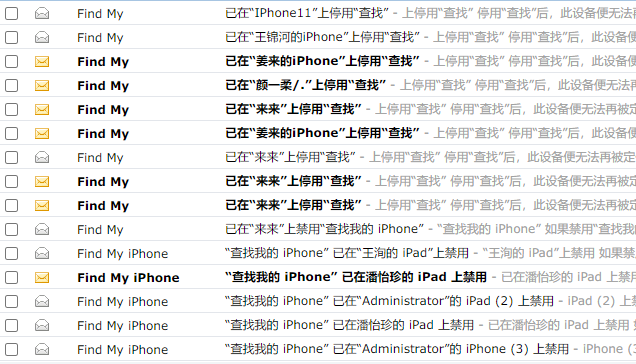 Find My 已在“IPhone11”上停用“查找” - 上停用“查找” 停用“查找”后，此设备便无法再
Find My 已在“王锦河的iPhone”上停用“查找” - 上停用“查找” 停用“查找”后，此设备便
Find My 已在“姜来的iPhone”上停用“查找” - 上停用“查找” 停用“查找”后，此设备便无
Find My 已在“颜一柔/.”上停用“查找” - 上停用“查找” 停用“查找”后，此设备便无法再
Find My 已在“来来”上停用“查找” - 上停用“查找” 停用“查找”后，此设备便无法再被定
Find My 已在“姜来的iPhone”上停用“查找” - 上停用“查找” 停用“查找”后，此设备便无
Find My 已在“来来”上停用“查找” - 上停用“查找” 停用“查找”后，此设备便无法再被定
Find My 已在“来来”上停用“查找” - 上停用“查找” 停用“查找”后，此设备便无法再被定
Find My 已在“来来”上停用“查找” - 上停用“查找” 停用“查找”后，此设备便无法再被定
Find My 已在“来来”上禁用“查找我的 iPhone” - “查找我的 iPhone” 如果禁用“查找我
Find My iPhone “查找我的 iPhone” 已在“王洵的 iPad”上禁用 - “王洵的 iPad”上禁用 如果
Find My iPhone “查找我的 iPhone” 已在潘怡珍的 iPad 上禁用 - 已在潘怡珍的 iPad 上禁用
Find My iPhone “查找我的 iPhone” 已在“Administrator”的 iPad (2) 上禁用 - iPad (2) 上禁
Find My iPhone “查找我的 iPhone” 已在潘怡珍的 iPad 上禁用 - 已在潘怡珍的 iPad 上禁用
Find My iPhone “查找我的 iPhone” 已在“Administrator”的 iPhone (3) 上禁用 - iPhone (3)